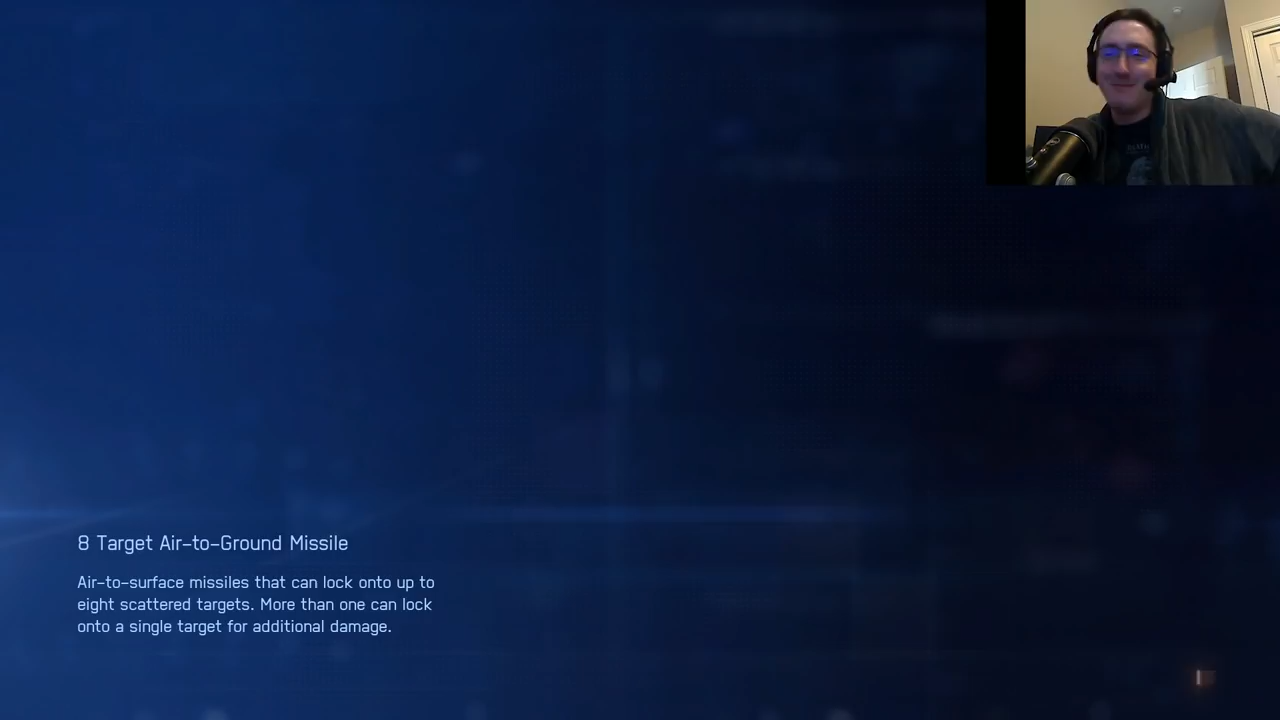 8 Target Air-to-Ground Missile
Air-to-surface missiles that can lock onto up to
eight scattered targets. More than one can lock
onto a single target for additional damage.